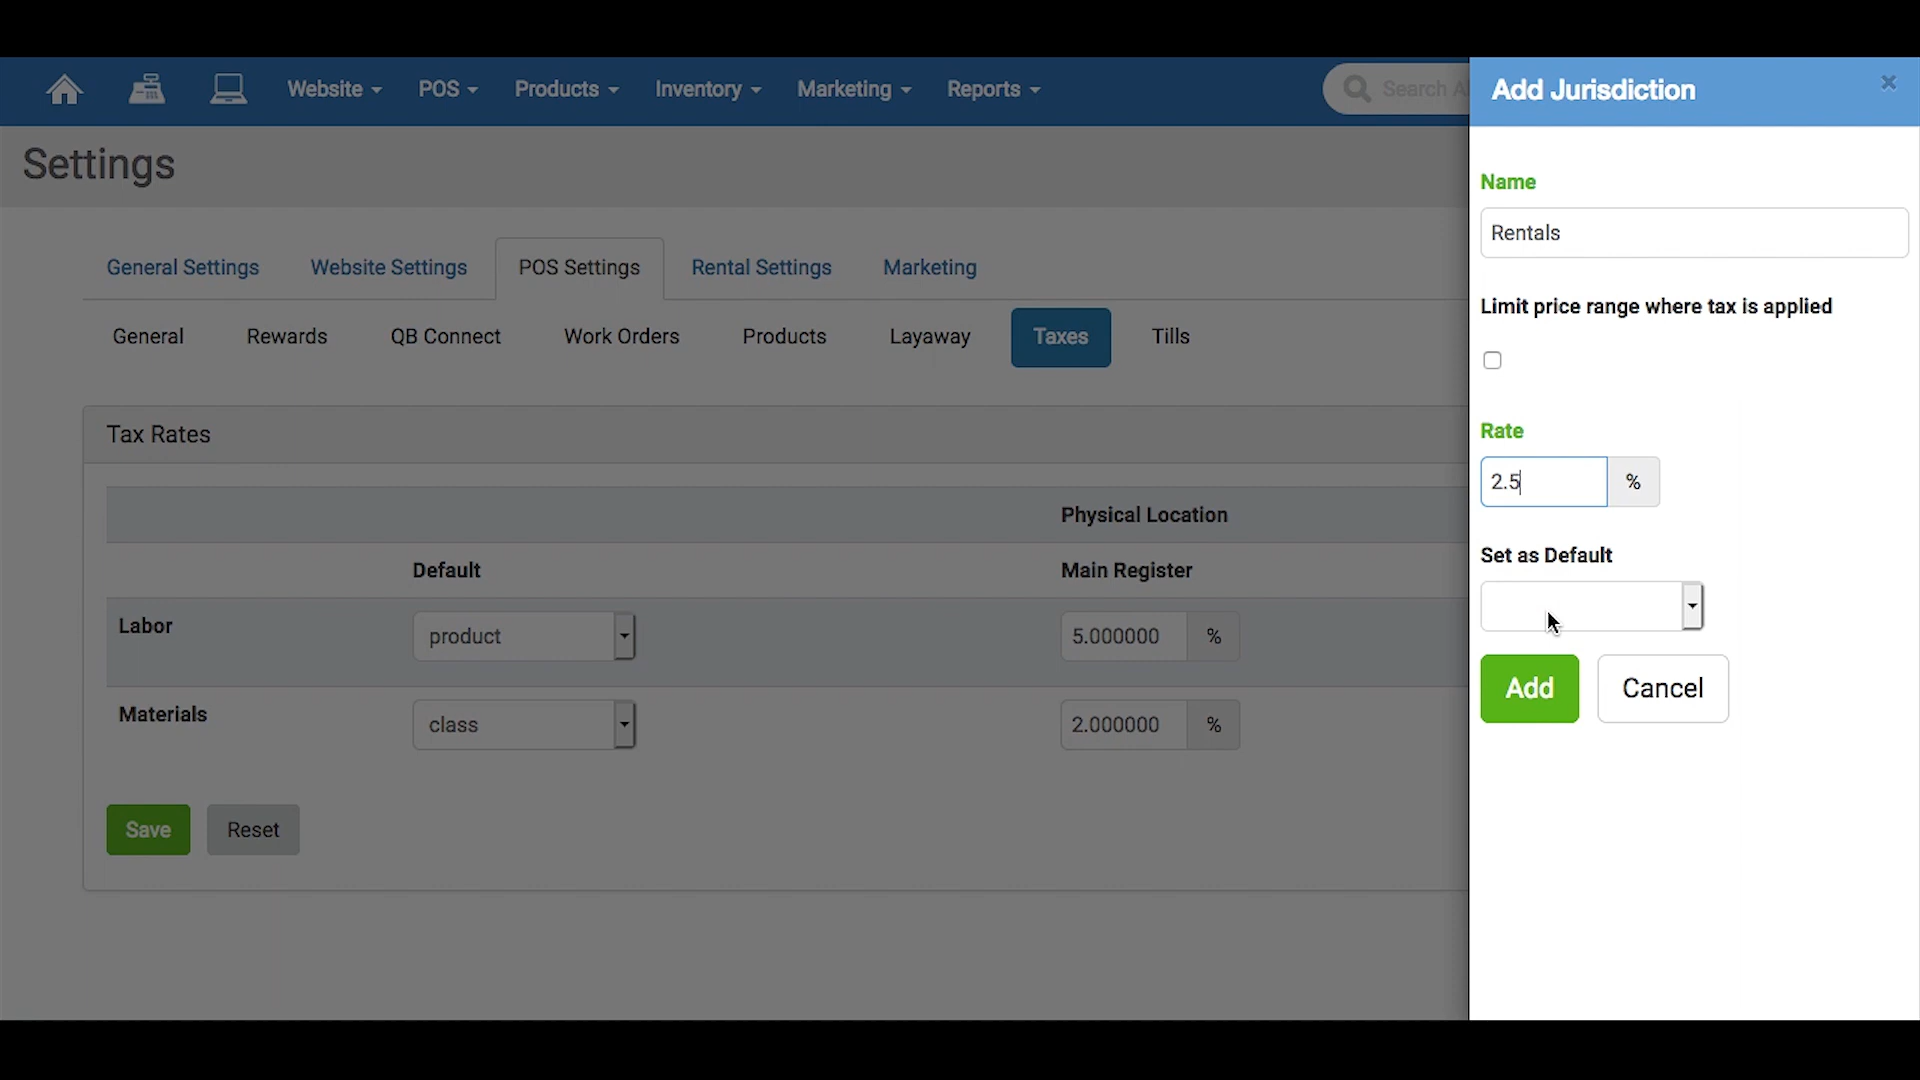 Website
POS
Products
Inventory
Marketing
Reports
Search Al
Add Jurisdiction
Settings
Name
Rentals
General Settings
Website Settings
POS Settings
Rental Settings
Marketing
Limit price range where tax is applied
General
Rewards
QB Connect
Work Orders
Products
Layaway
Taxes
Tills
Rate
2.5 %
Tax Rates
Physical Location
Set as Default
Default
Main Register
Labor
product
5.000000 %
Materials
class
2.000000 %
Add
Cancel
Save
Reset